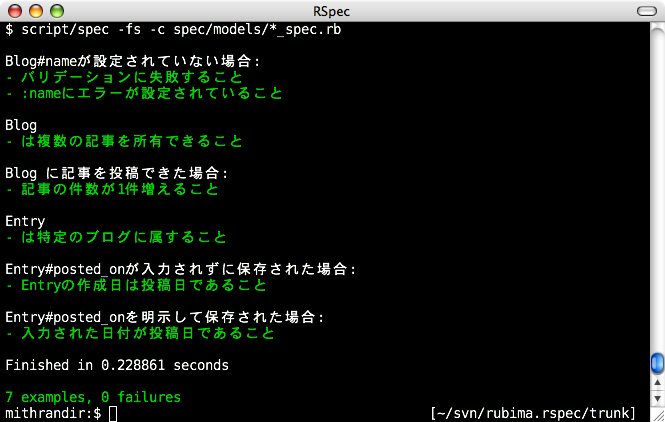 RSpec
$ script/spec -fs -c spec/models/*_spec.rb
Blog#nameが設定されていない場合:
- バリデーションに失敗すること
- :nameにエラーが設定されていること
Blog
- は複数の記事を所有できること
Blog に記事を投稿できた場合:
- 記事の件数が1件増えること
Entry
- は特定のブログに属すること
Entry#posted_onが入力されずに保存された場合:
- Entryの作成日は投稿日であること
Entry#posted_onを明示して保存された場合:
- 入力された日付が投稿日であること
Finished in 0.228861 seconds
7 examples, 0 failures
mithrandir:$ [~/svn/rubima.rspec/trunk]